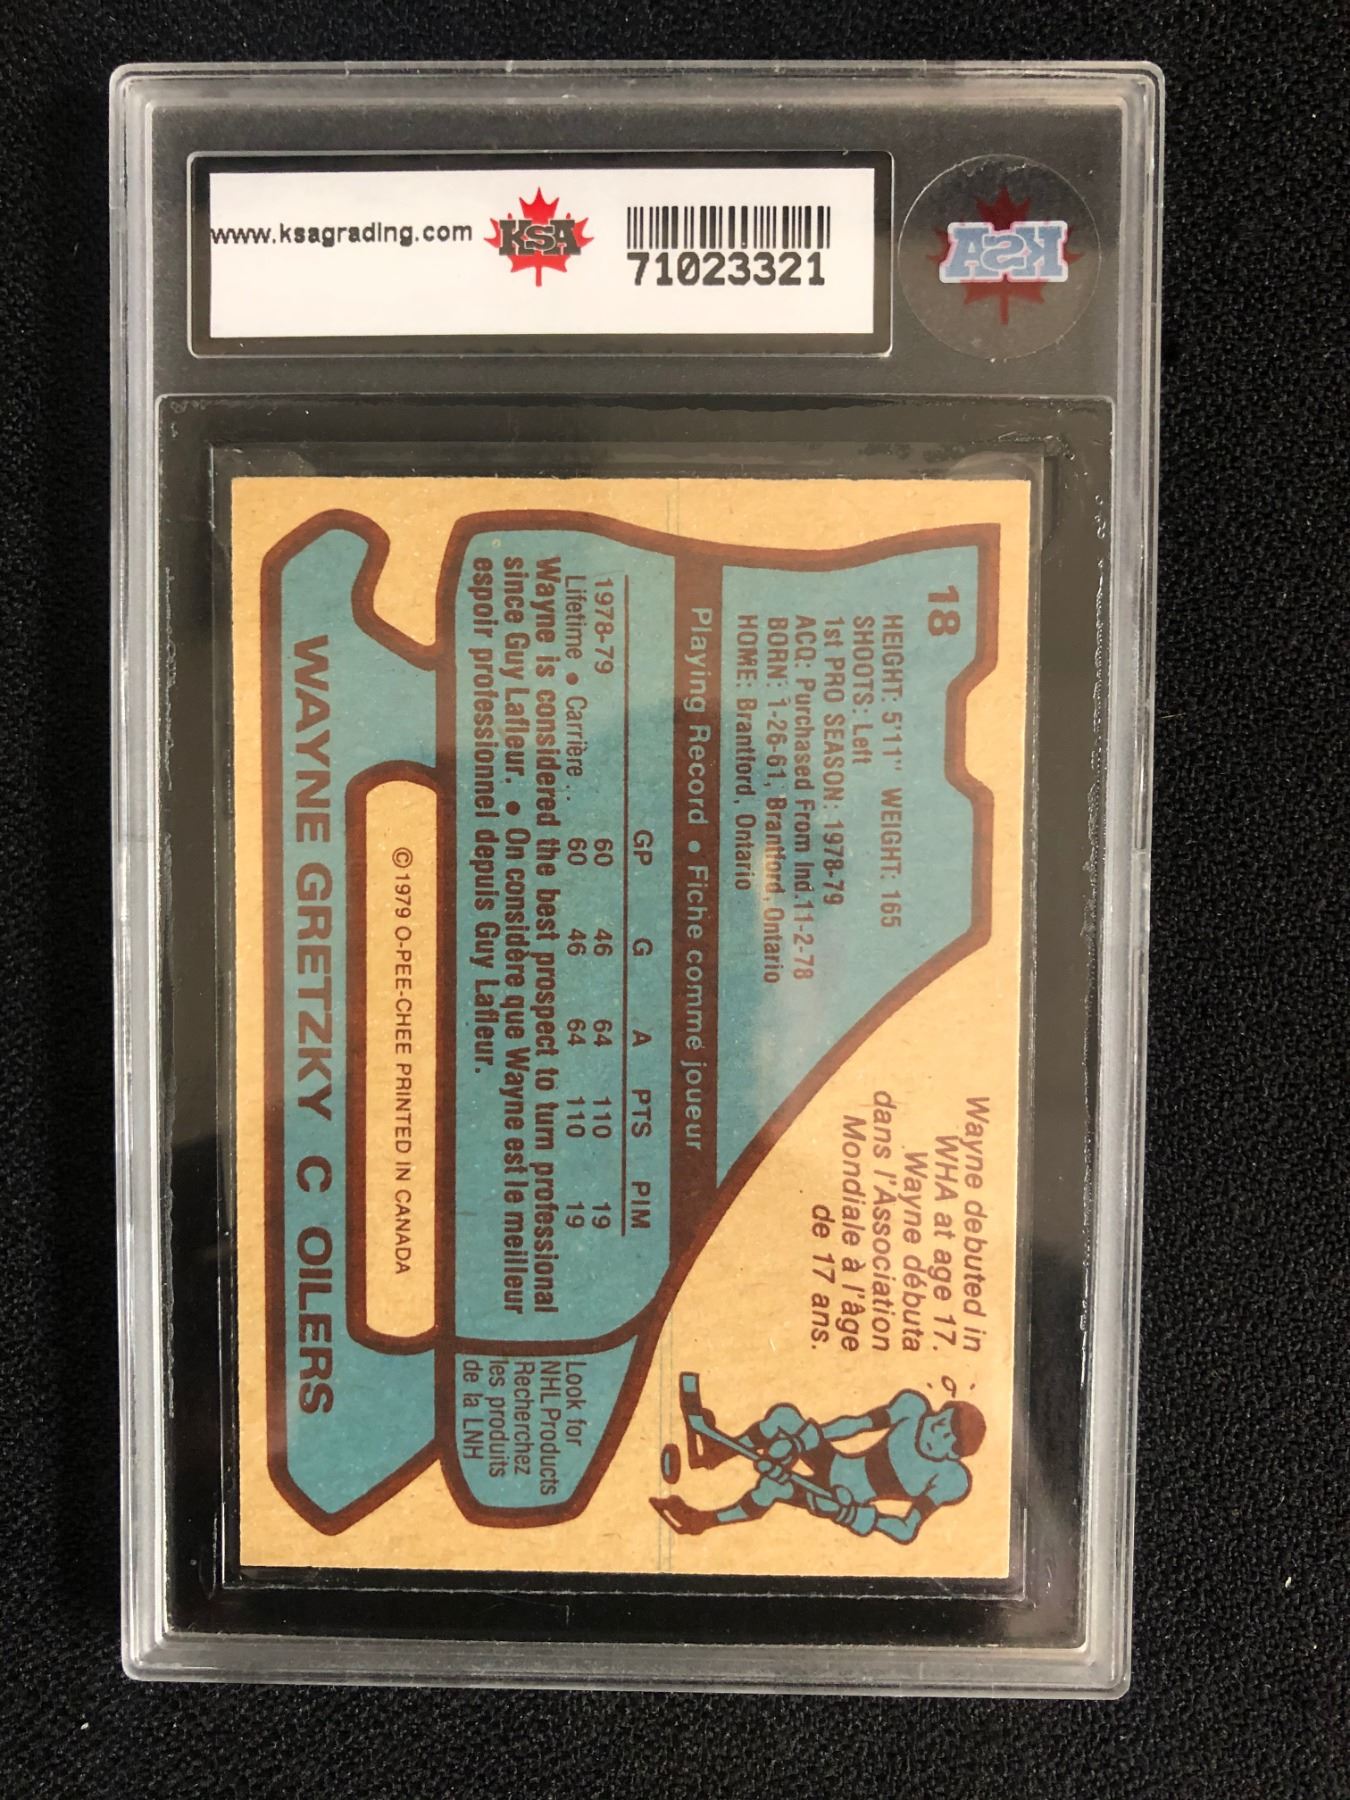 www.ksagrading.com
KSA
71023321
KSA
18
HEIGHT: 5'11" WEIGHT: 165
SHOOTS: Left
1st PRO SEASON: 1978-79
ACQ: Purchased From Ind. 11-2-78
BORN: 1-26-61, Brantford, Ontario
HOME: Brantford, Ontario
Wayne debuted in
WHA at age 17.
Wayne débuta
dans l'Association
Mondiale à l'âge
de 17 ans.
Playing Record • Fiche comme joueur
GP G A PTS PIM
1978-79 60 46 64 110 19
Lifetime • Carrière 60 46 64 110 19
Wayne is considered the best prospect to turn professional
since Guy Lafleur. • On considère que Wayne est le meilleur
espoir professionnel depuis Guy Lafleur.
Look for
NHL Products
Recherchez
les produits
de la LNH
©1979 O-PEE-CHEE PRINTED IN CANADA
WAYNE GRETZKY C OILERS